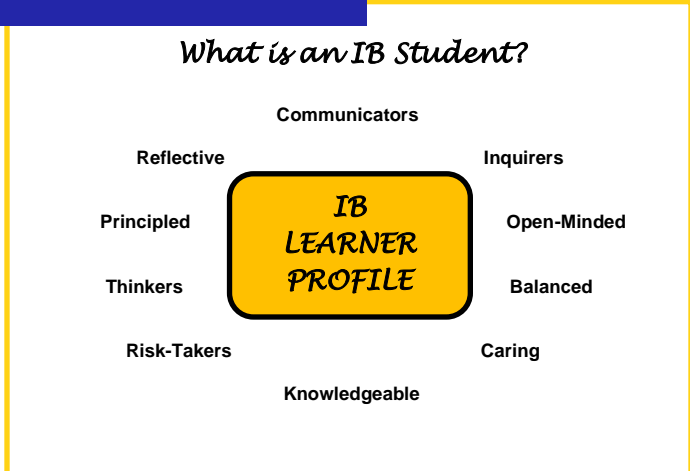 What is an IB Student?
Communicators
Reflective
Inquirers
IB
LEARNER
PROFILE
Principled
Open-Minded
Thinkers
Balanced
Risk-Takers
Caring
Knowledgeable